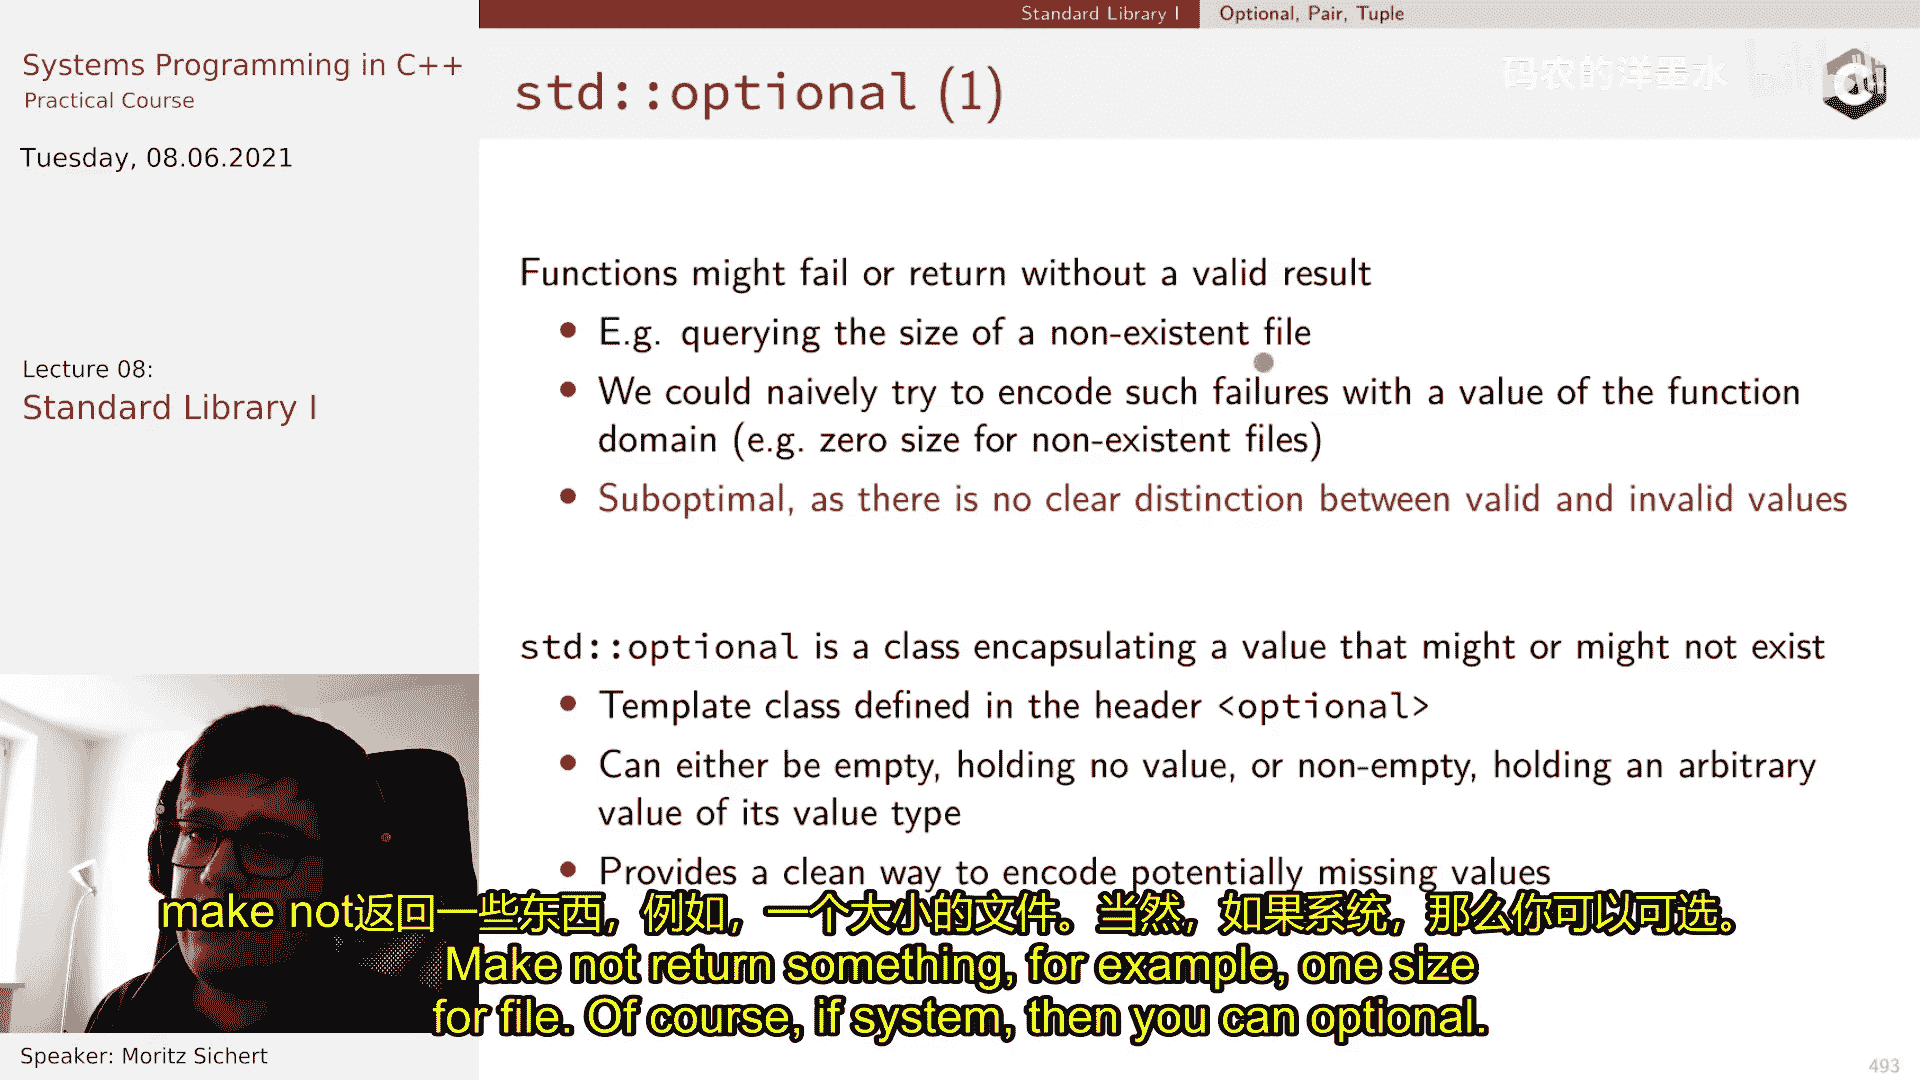 Standard Library I
Optional, Pair, Tuple
Systems Programming in C++
Practical Course
Tuesday, 08.06.2021
Lecture 08:
Standard Library I
std::optional (1)
码农的洋墨水
Functions might fail or return without a valid result
• E.g. querying the size of a non-existent file
• We could naively try to encode such failures with a value of the function
domain (e.g. zero size for non-existent files)
• Suboptimal, as there is no clear distinction between valid and invalid values
std::optional is a class encapsulating a value that might or might not exist
• Template class defined in the header <optional>
• Can either be empty, holding no value, or non-empty, holding an arbitrary
value of its value type
• Provides a clean way to encode potentially missing values
make not返回一些东西，例如，一个大小的文件。当然，如果系统，那么你可以可选。
Make not return something, for example, one size
for file. Of course, if system, then you can optional.
Speaker: Moritz Sichert
493